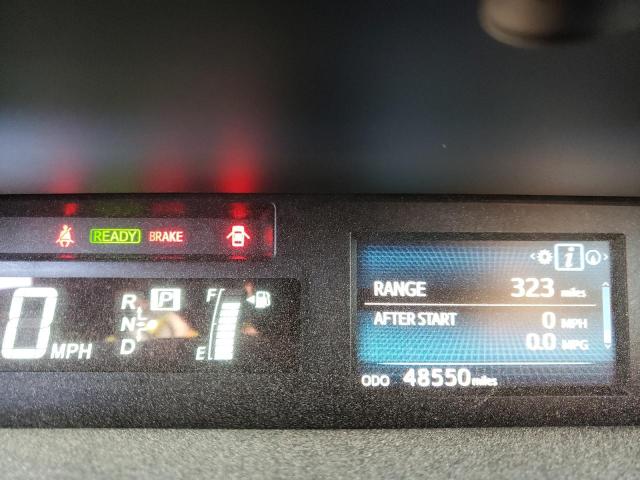 READY BRAKE
0 MPH
R
N
D
L
P
F
E
i
RANGE 323 miles
AFTER START 0 MPH
0.0 MPG
ODO 48550 miles